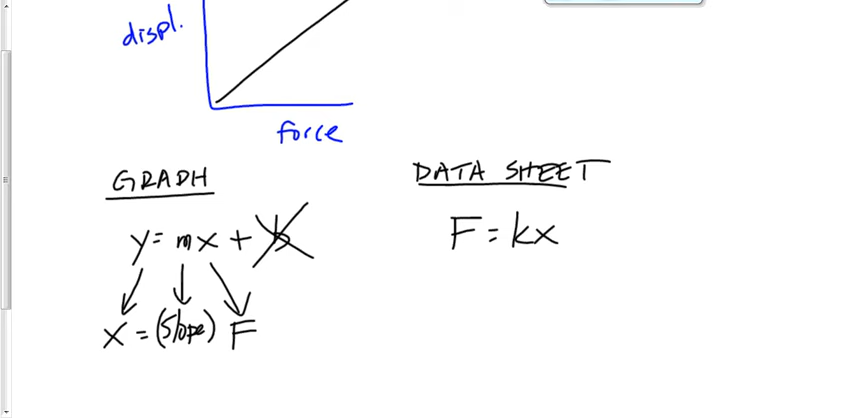 displ.
force
GRAPH
DATA SHEET
y = mx + b
F = kx
x = (slope) F